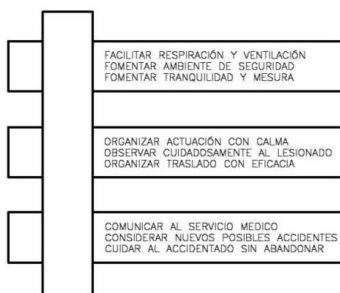 FACILITAR RESPIRACIÓN Y VENTILACIÓN
FOMENTAR AMBIENTE DE SEGURIDAD
FOMENTAR TRANQUILIDAD Y MESURA
ORGANIZAR ACTUACIÓN CON CALMA
OBSERVAR CUIDADOSAMENTE AL LESIONADO
ORGANIZAR TRASLADO CON EFICACIA
COMUNICAR AL SERVICIO MEDICO
CONSIDERAR NUEVOS POSIBLES ACCIDENTES
CUIDAR AL ACCIDENTADO SIN ABANDONAR